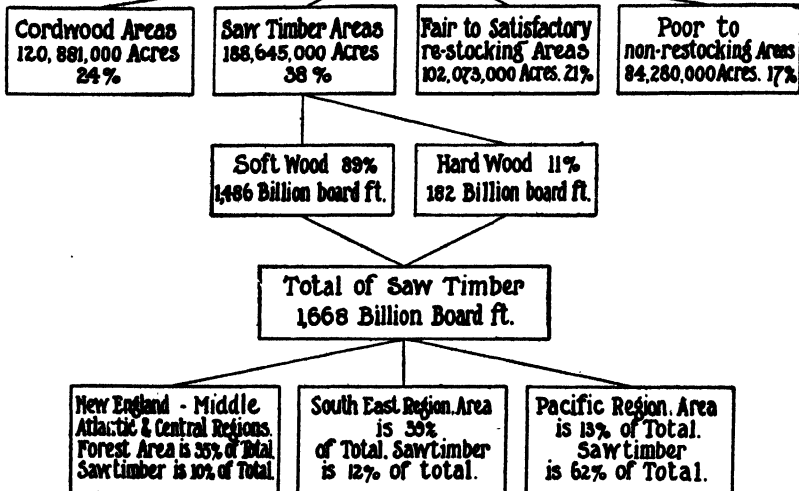 Cordwood Areas
120,881,000 Acres
24%
Saw Timber Areas
188,645,000 Acres
38%
Fair to Satisfactory
re-stocking Areas
102,073,000 Acres. 21%
Poor to
non-restocking Areas
84,280,000 Acres. 17%
Soft Wood 89%
1,486 Billion board ft.
Hard Wood 11%
182 Billion board ft.
Total of Saw Timber
1,668 Billion Board ft.
New England - Middle
Atlantic & Central Regions.
Forest Area is 35% of Total
Sawtimber is 10% of Total
South East Region. Area
is 39%
of Total. Sawtimber
is 12% of total.
Pacific Region. Area
is 13% of Total.
Sawtimber
is 62% of Total.